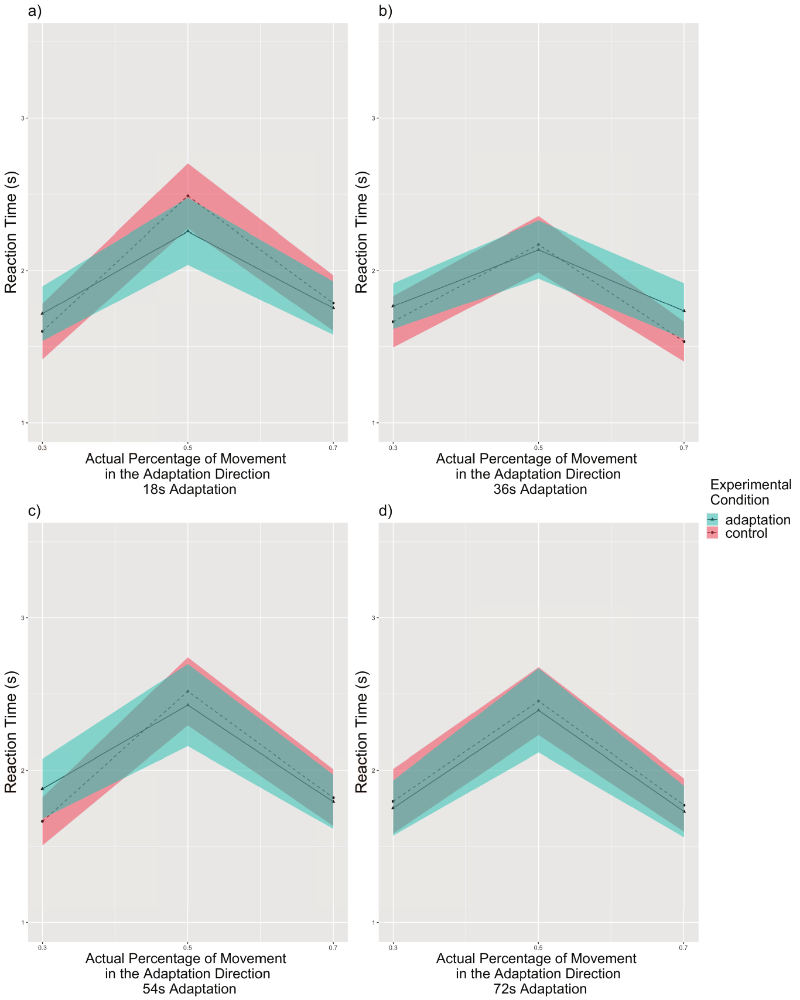 a)
b)
3
2
1
Reaction Time (s)
0.3
0.5
0.7
Actual Percentage of Movement
in the Adaptation Direction
18s Adaptation
3
2
1
Reaction Time (s)
0.3
0.5
0.7
Actual Percentage of Movement
in the Adaptation Direction
36s Adaptation
Experimental
Condition
adaptation
control
c)
d)
3
2
1
Reaction Time (s)
0.3
0.5
0.7
Actual Percentage of Movement
in the Adaptation Direction
54s Adaptation
3
2
1
Reaction Time (s)
0.3
0.5
0.7
Actual Percentage of Movement
in the Adaptation Direction
72s Adaptation